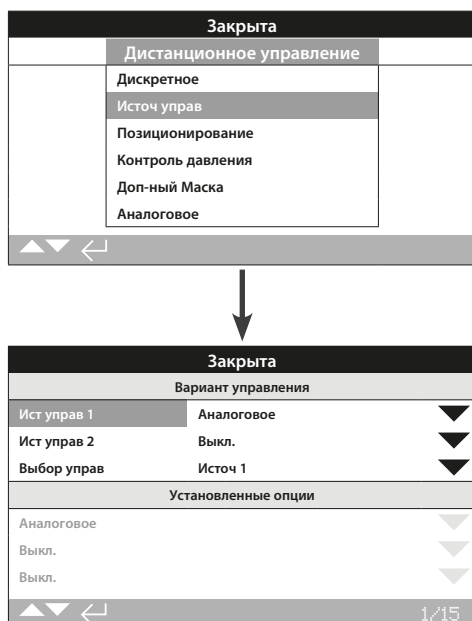 Закрыта
Дистанционное управление
Дискретное
Источ управ
Позиционирование
Контроль давления
Доп-ный Маска
Аналоговое
Закрыта
Вариант управления
Ист управ 1 Аналоговое
Ист управ 2 Выкл.
Выбор управ Источ 1
Установленные опции
Аналоговое
Выкл.
Выкл.
1/15